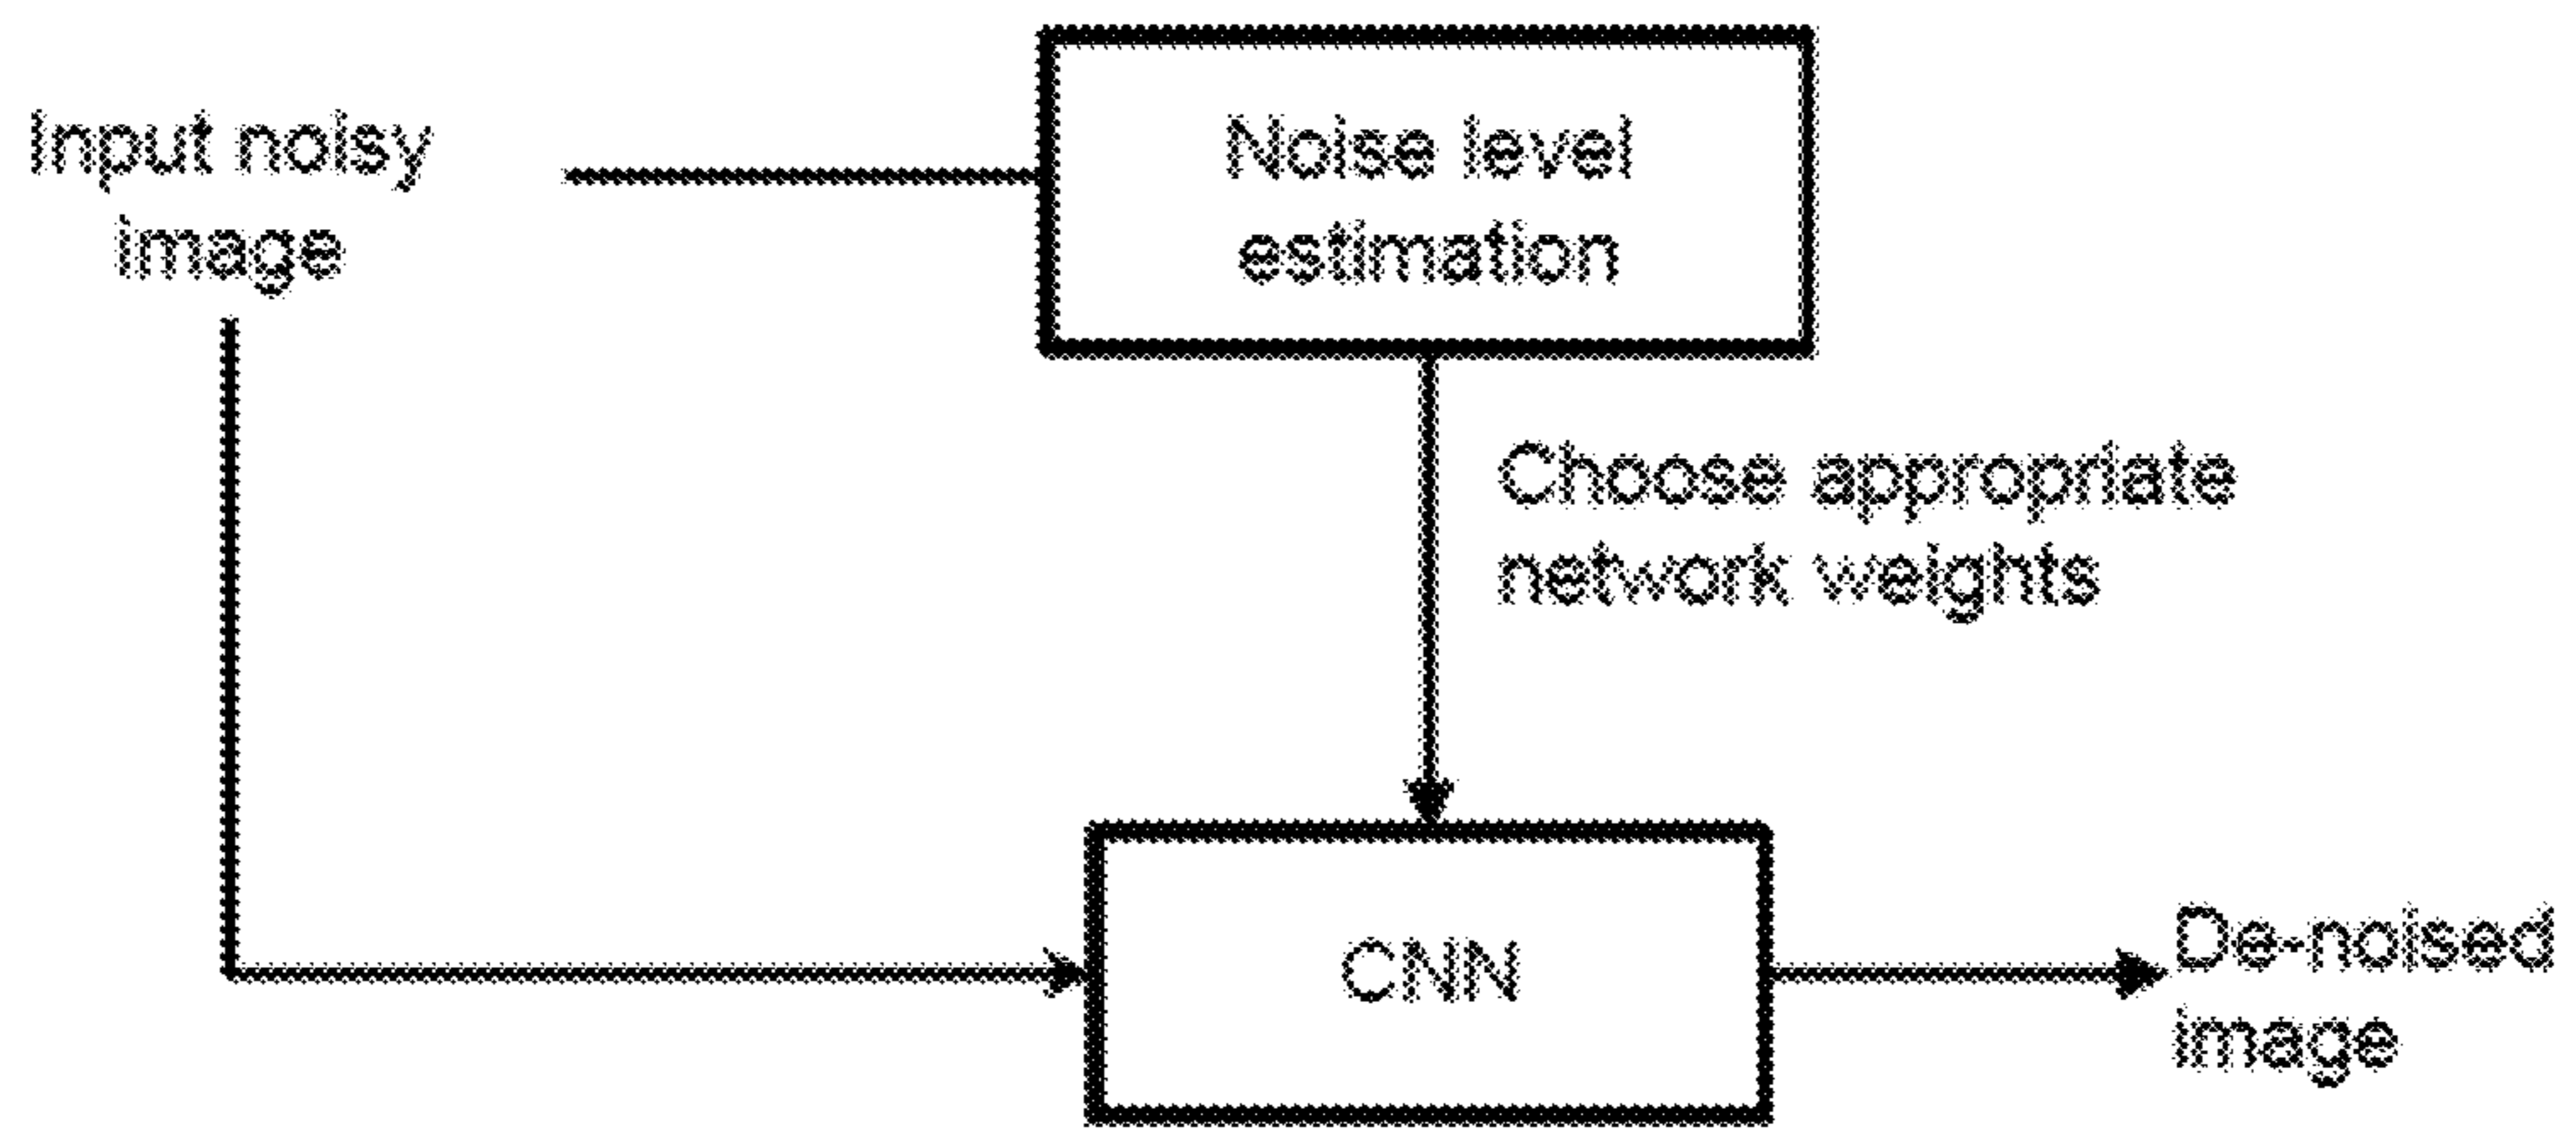 Input noisy
image
Noise level
estimation
Choose appropriate
network weights
CNN
De-noised
image